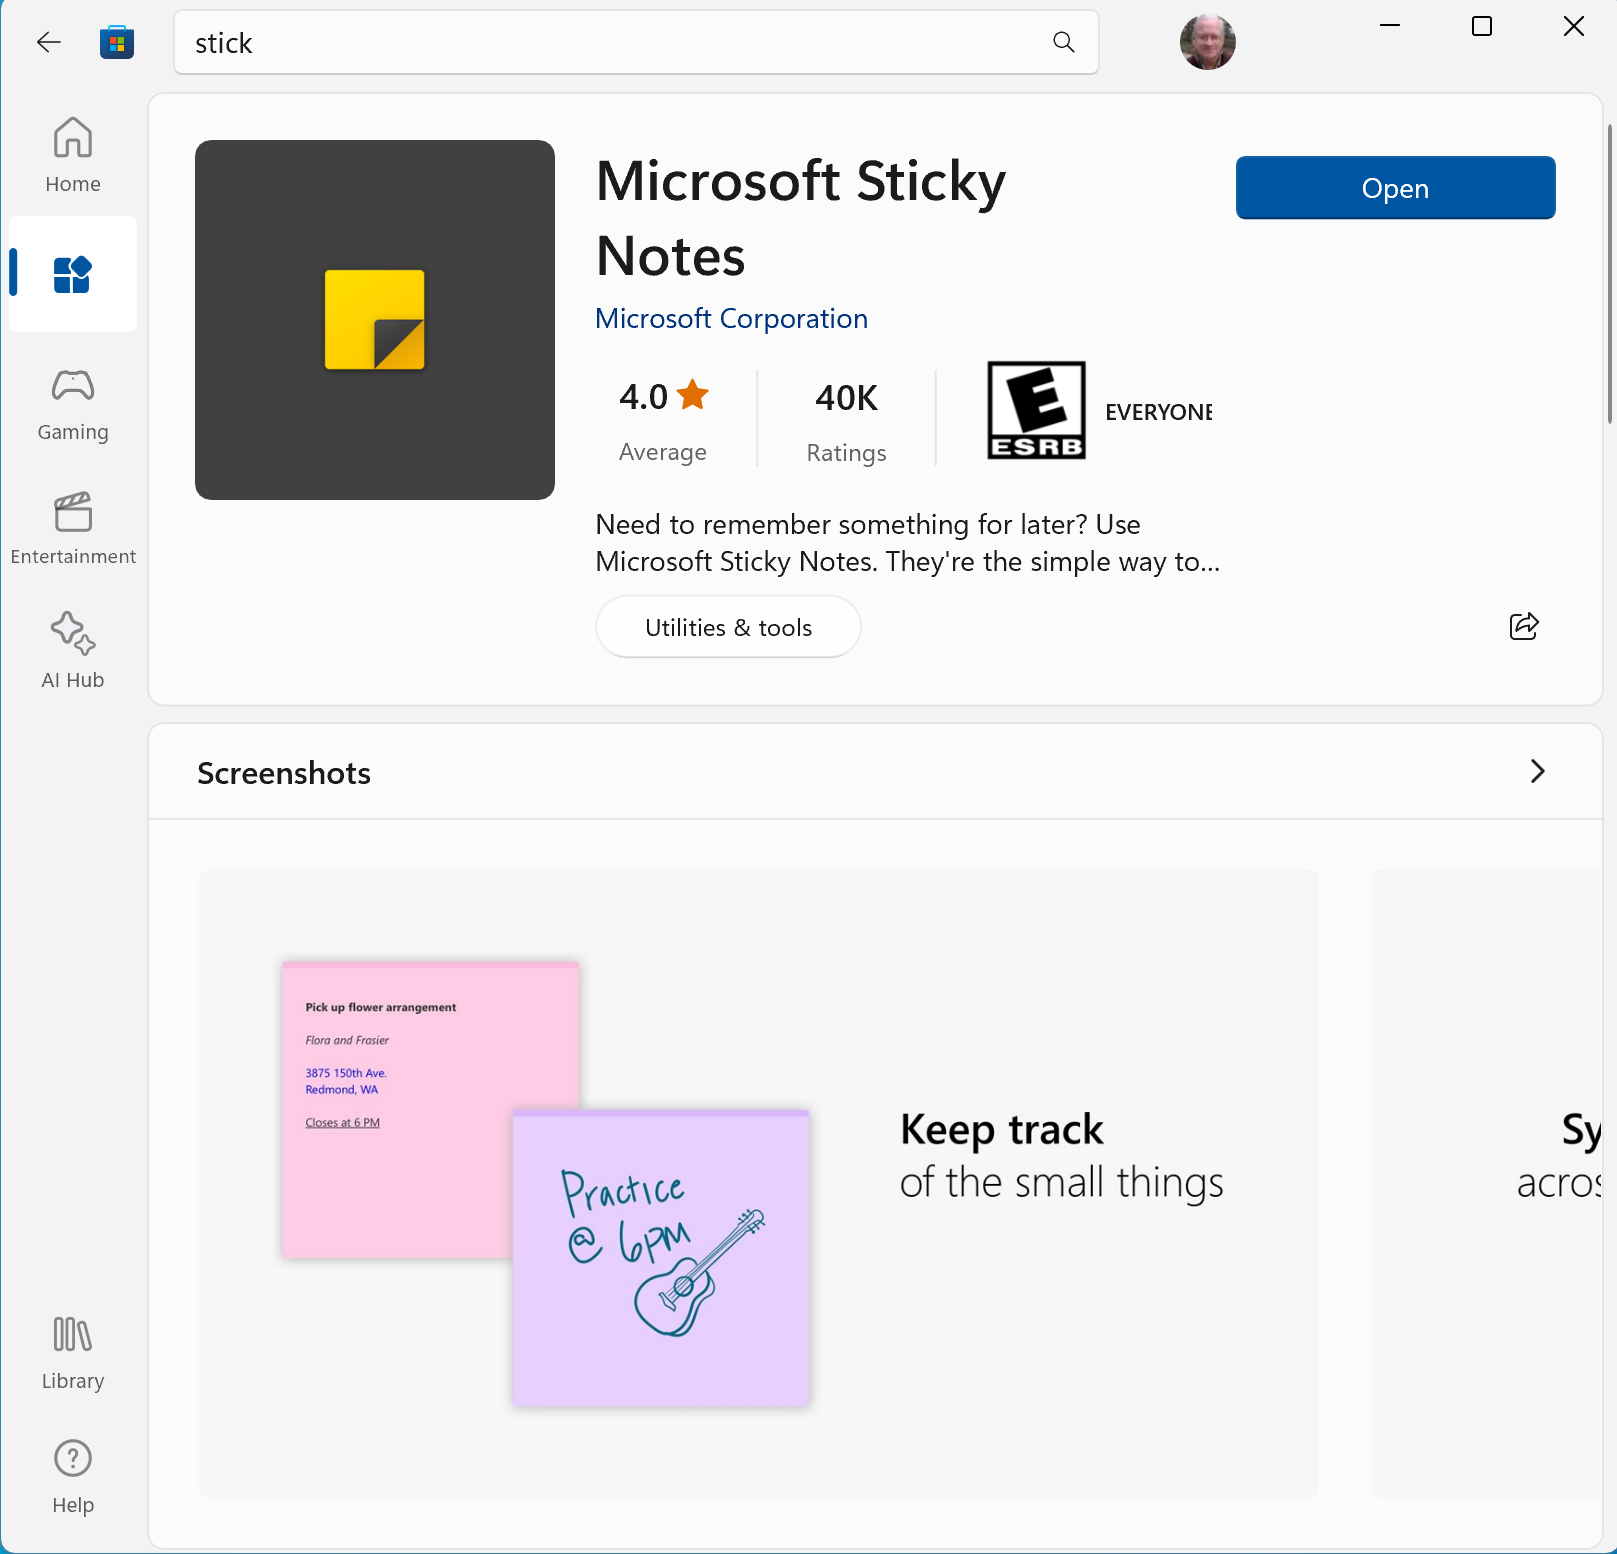 stick
Home
Gaming
Entertainment
AI Hub
Library
Help
Microsoft Sticky
Notes
Microsoft Corporation
Open
4.0
Average
40K
Ratings
E
ESRB
EVERYONE
Need to remember something for later? Use
Microsoft Sticky Notes. They're the simple way to...
Utilities & tools
Screenshots
Pick up flower arrangement
Flora and Frasier
3875 150th Ave.
Redmond, WA
Closes at 6 PM
Practice
@ 6PM
Keep track
of the small things
Sy
acros